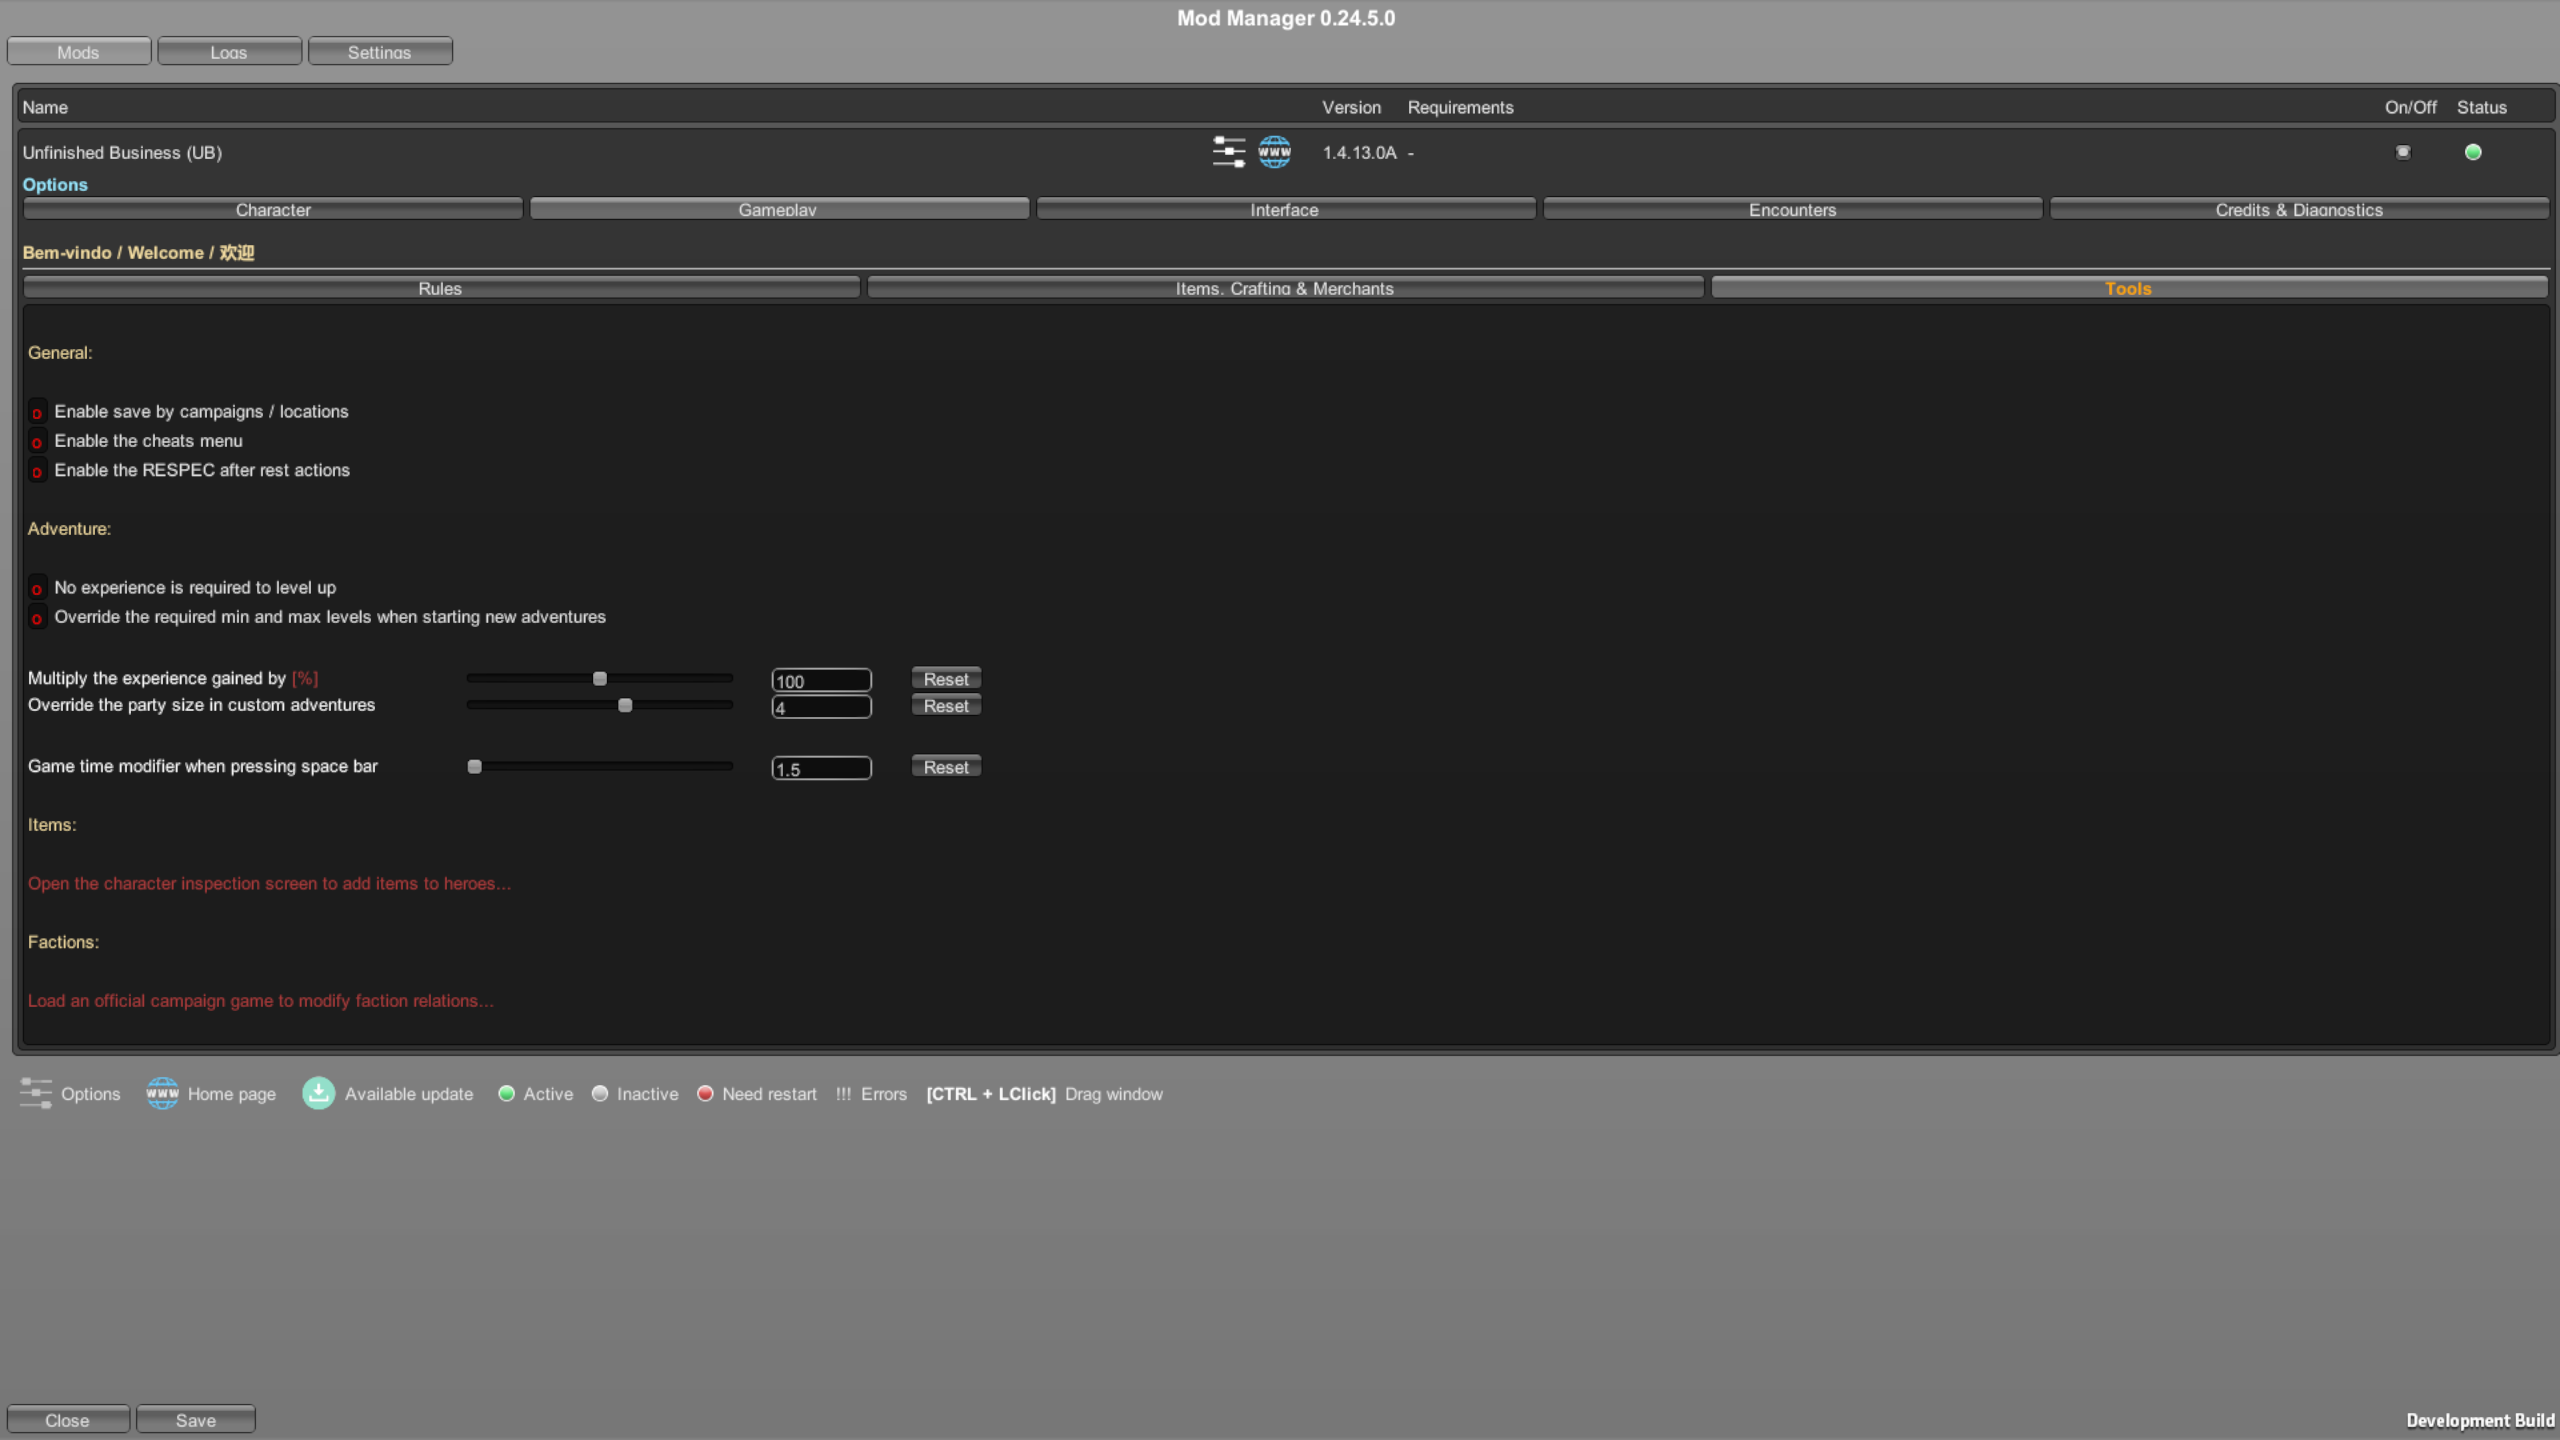 Mod Manager 0.24.5.0
Mods Logs Settings
Name Version Requirements On/Off Status
Unfinished Business (UB) www 1.4.13.0A -
Options
Character Gameplay Interface Encounters Credits & Diagnostics
Bem-vindo / Welcome / 欢迎
Rules Items, Crafting & Merchants Tools
General:
Enable save by campaigns / locations
Enable the cheats menu
Enable the RESPEC after rest actions
Adventure:
No experience is required to level up
Override the required min and max levels when starting new adventures
Multiply the experience gained by [%] 100 Reset
Override the party size in custom adventures 4 Reset
Game time modifier when pressing space bar 1.5 Reset
Items:
Open the character inspection screen to add items to heroes...
Factions:
Load an official campaign game to modify faction relations...
Options www Home page Available update Active Inactive Need restart !!! Errors [CTRL + LClick] Drag window
Close Save Development Build